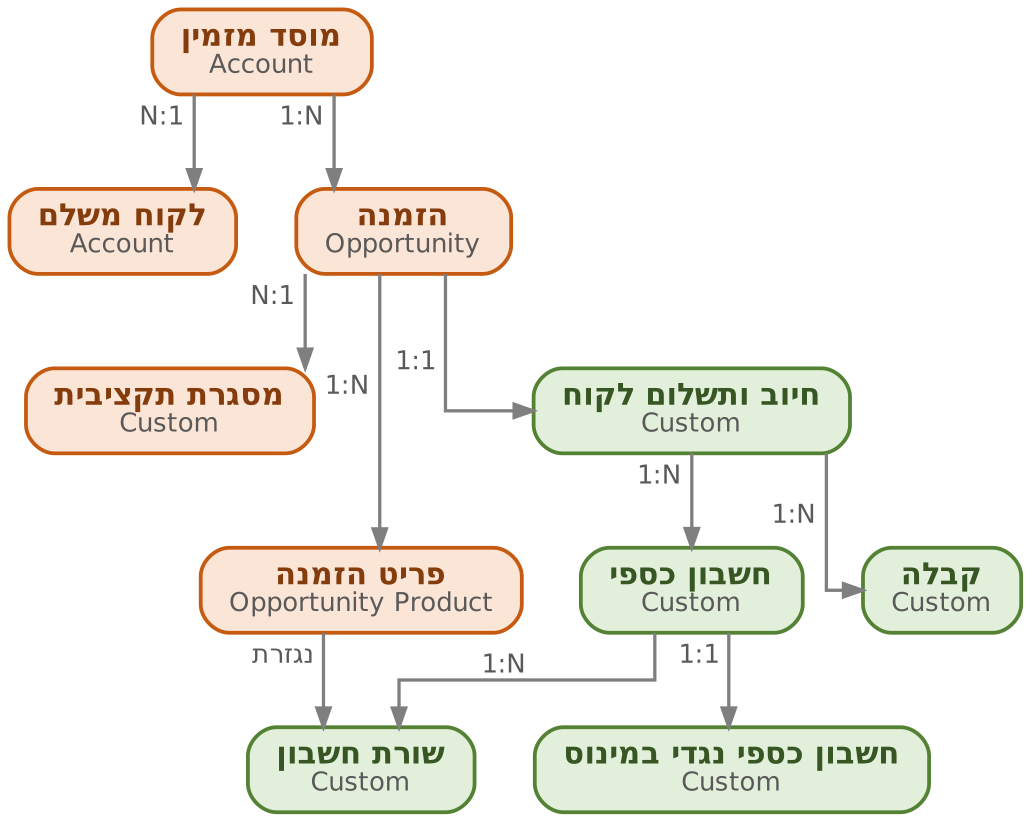 מוסד מזמין
Account
N:1
1:N
לקוח משלם
Account
הזמנה
Opportunity
N:1
1:N
1:1
מסגרת תקציבית
Custom
חיוב ותשלום לקוח
Custom
1:N
1:N
פריט הזמנה
Opportunity Product
חשבון כספי
Custom
קבלה
Custom
נגזרת
1:N
1:1
שורת חשבון
Custom
חשבון כספי נגדי במינוס
Custom